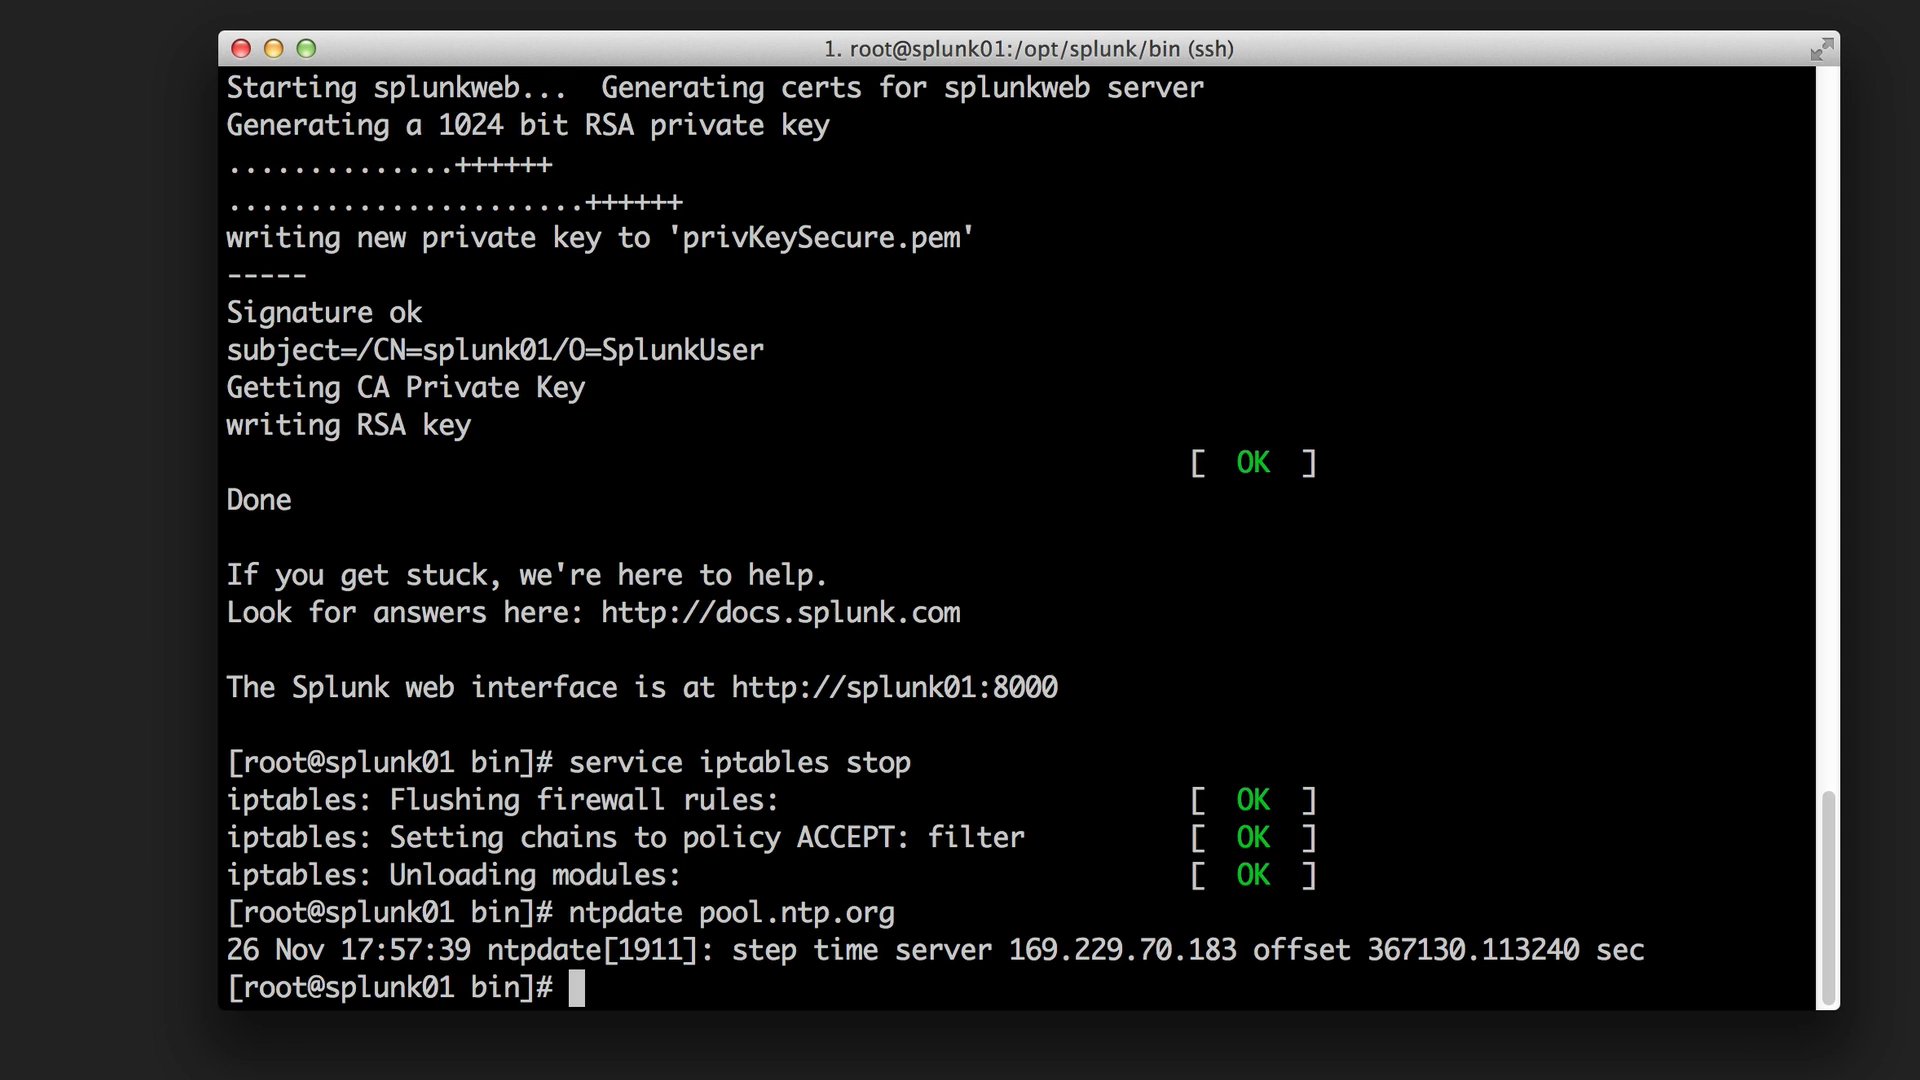 1. root@splunk01:/opt/splunk/bin (ssh)
Starting splunkweb...  Generating certs for splunkweb server
Generating a 1024 bit RSA private key
..............++++++
......................++++++
writing new private key to 'privKeySecure.pem'
-----
Signature ok
subject=/CN=splunk01/O=SplunkUser
Getting CA Private Key
writing RSA key
[  OK  ]
Done
If you get stuck, we're here to help.
Look for answers here: http://docs.splunk.com
The Splunk web interface is at http://splunk01:8000
[root@splunk01 bin]# service iptables stop
iptables: Flushing firewall rules:                         [  OK  ]
iptables: Setting chains to policy ACCEPT: filter          [  OK  ]
iptables: Unloading modules:                               [  OK  ]
[root@splunk01 bin]# ntpdate pool.ntp.org
26 Nov 17:57:39 ntpdate[1911]: step time server 169.229.70.183 offset 367130.113240 sec
[root@splunk01 bin]#